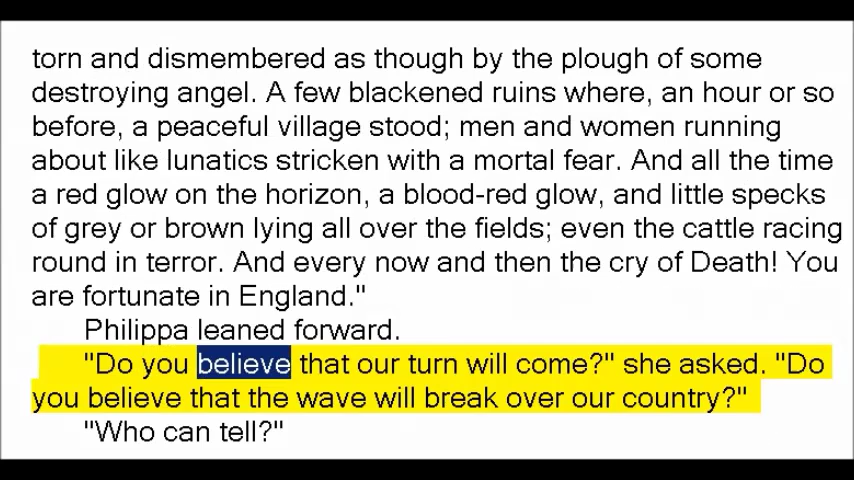 torn and dismembered as though by the plough of some
destroying angel. A few blackened ruins where, an hour or so
before, a peaceful village stood; men and women running
about like lunatics stricken with a mortal fear. And all the time
a red glow on the horizon, a blood-red glow, and little specks
of grey or brown lying all over the fields; even the cattle racing
round in terror. And every now and then the cry of Death! You
are fortunate in England."
Philippa leaned forward.
"Do you believe that our turn will come?" she asked. "Do
you believe that the wave will break over our country?"
"Who can tell?"